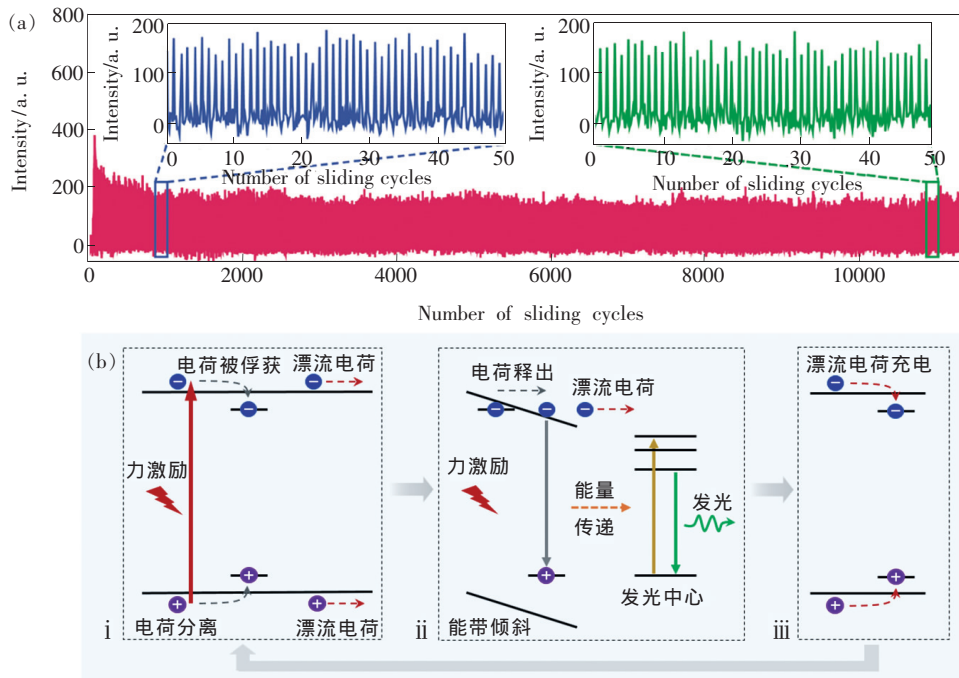 (a)
Intensity/a. u.
800
600
400
200
0
0
2000
4000
6000
8000
10000
Number of sliding cycles
Intensity/a. u.
200
100
0
0
10
20
30
40
50
Number of sliding cycles
Intensity/a. u.
200
100
0
0
10
20
30
40
50
Number of sliding cycles
(b)
电荷被俘获
漂流电荷
力激励
电荷分离
漂流电荷
i
电荷释出
漂流电荷
力激励
能量
传递
发光
发光中心
能带倾斜
ii
漂流电荷充电
iii